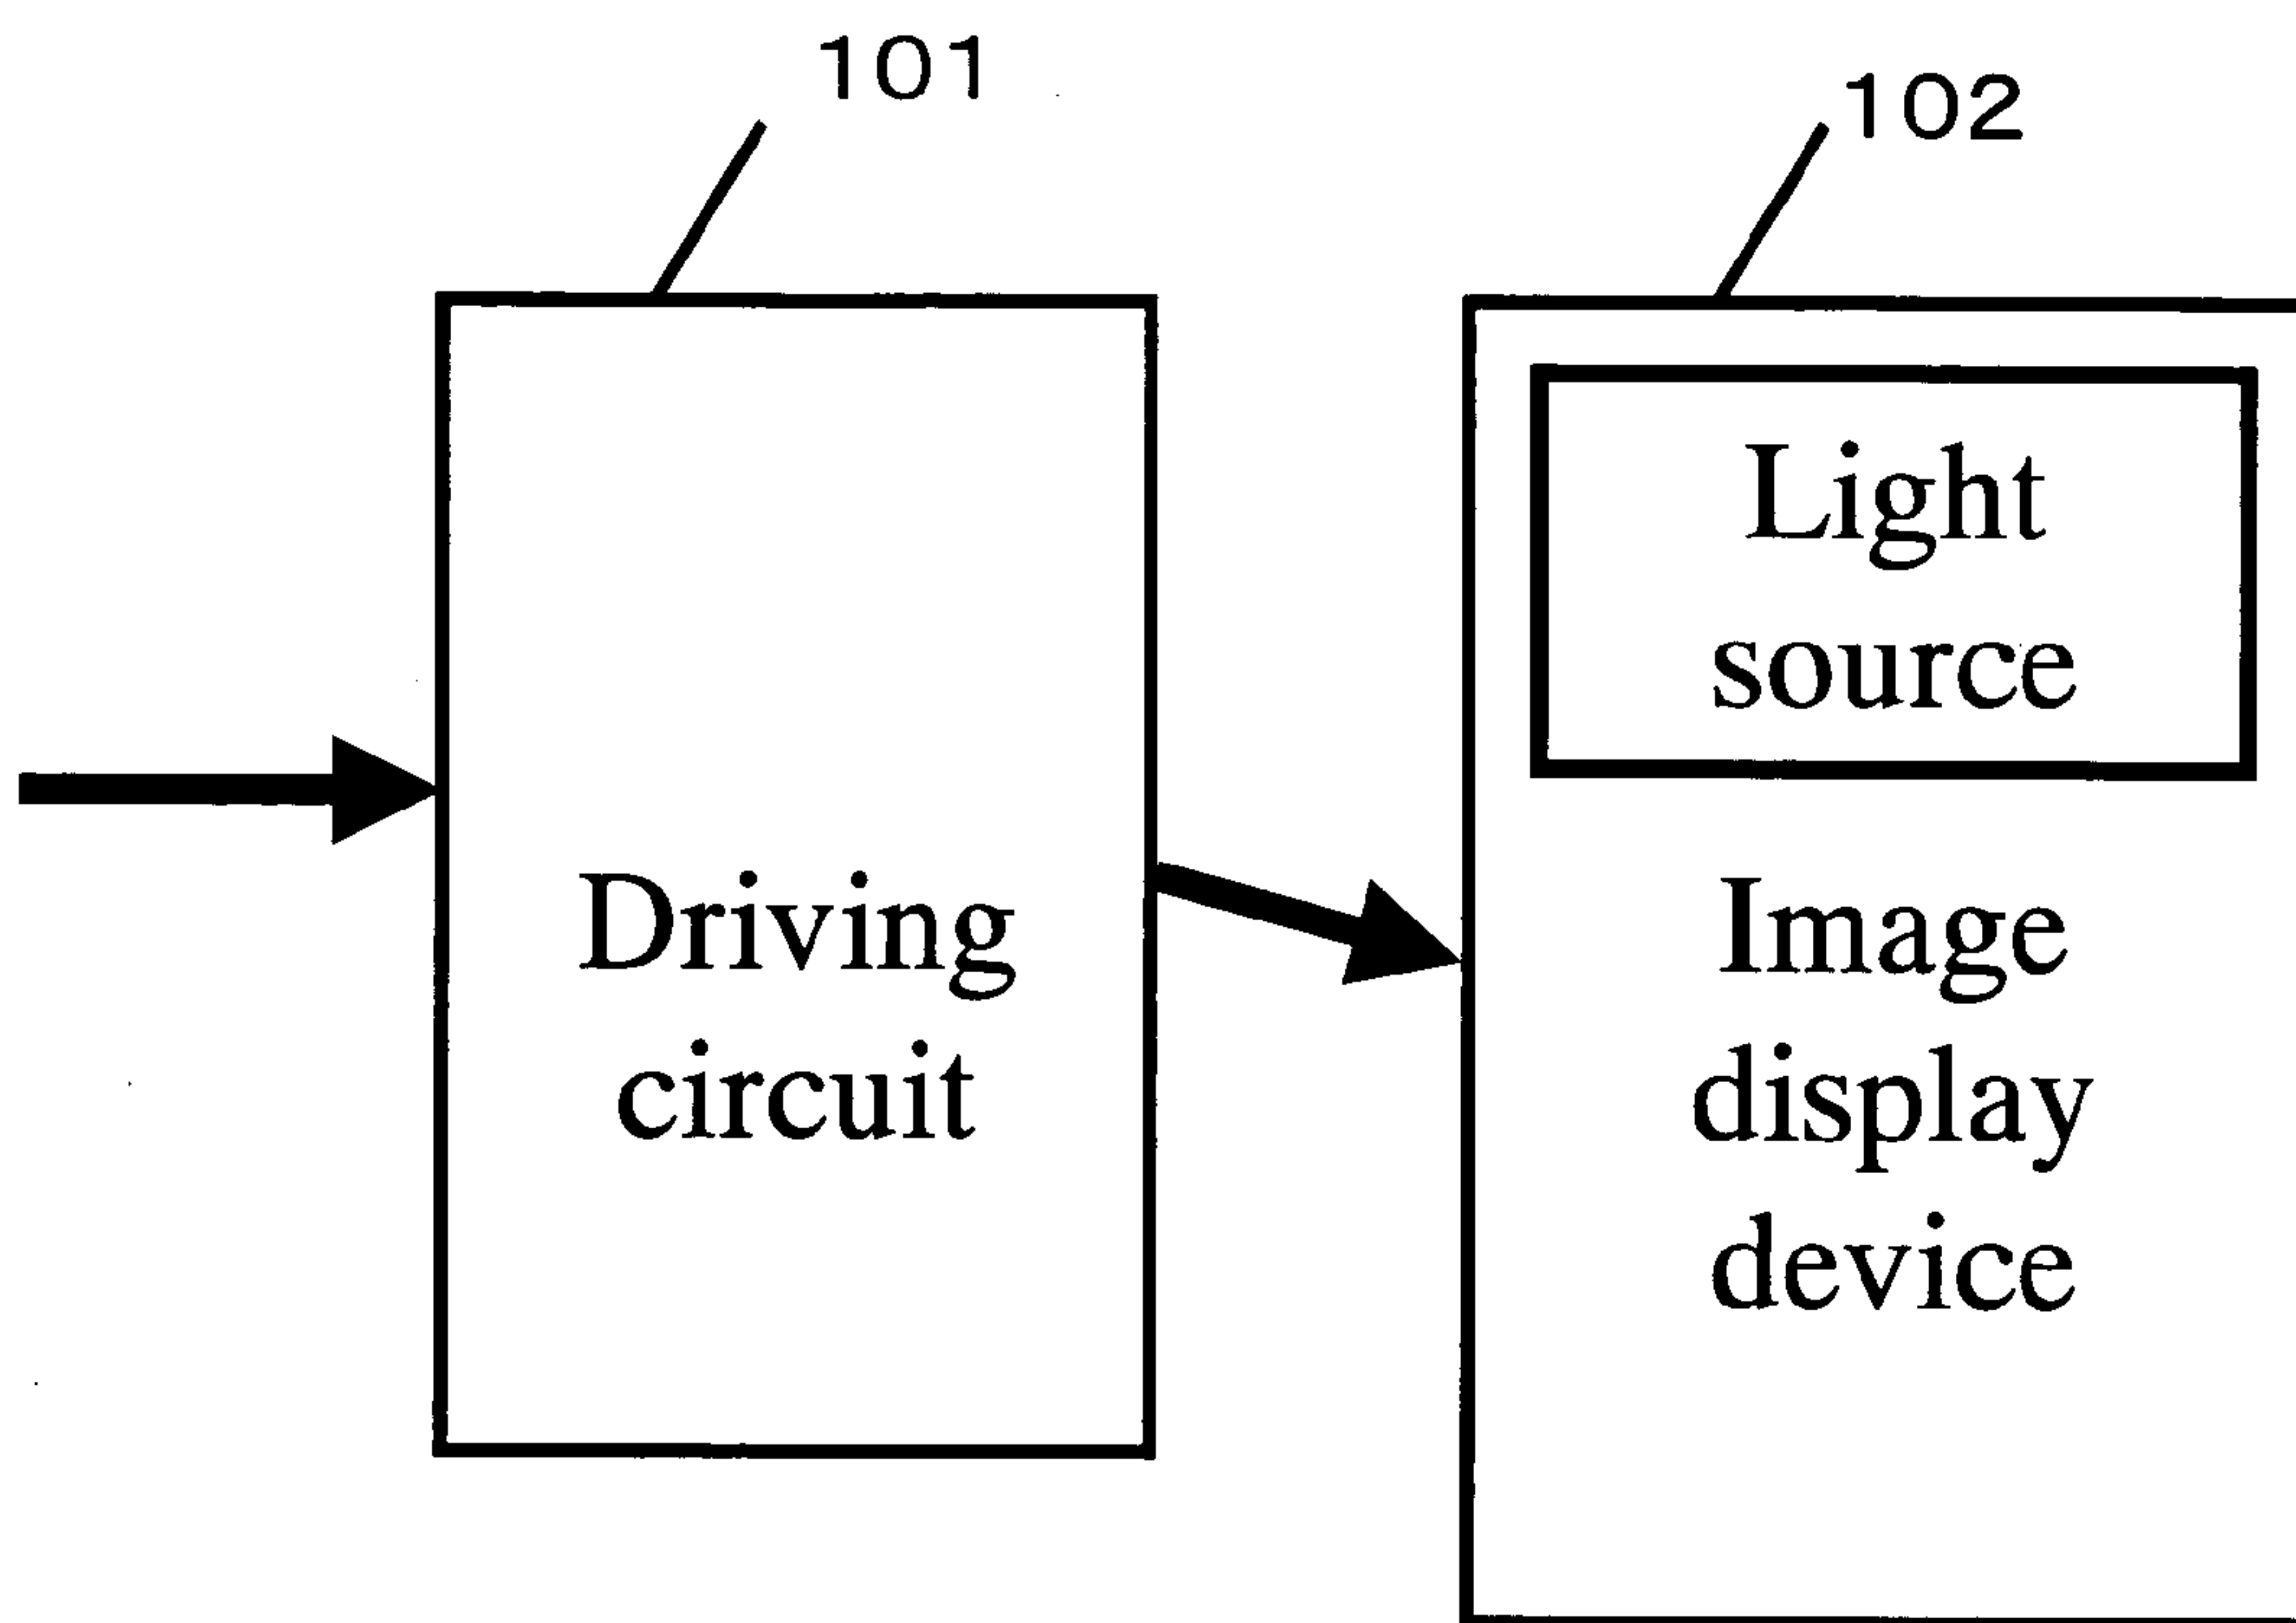 101
102
Light
source
Driving
circuit
Image
display
device